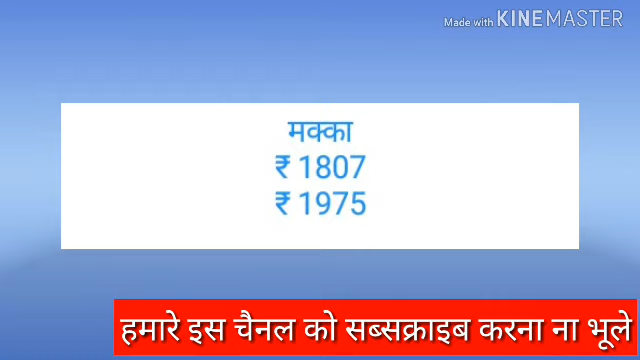 Made with KINEMASTER
मक्का
₹ 1807
₹ 1975
हमारे इस चैनल को सब्सक्राइब करना ना भूले